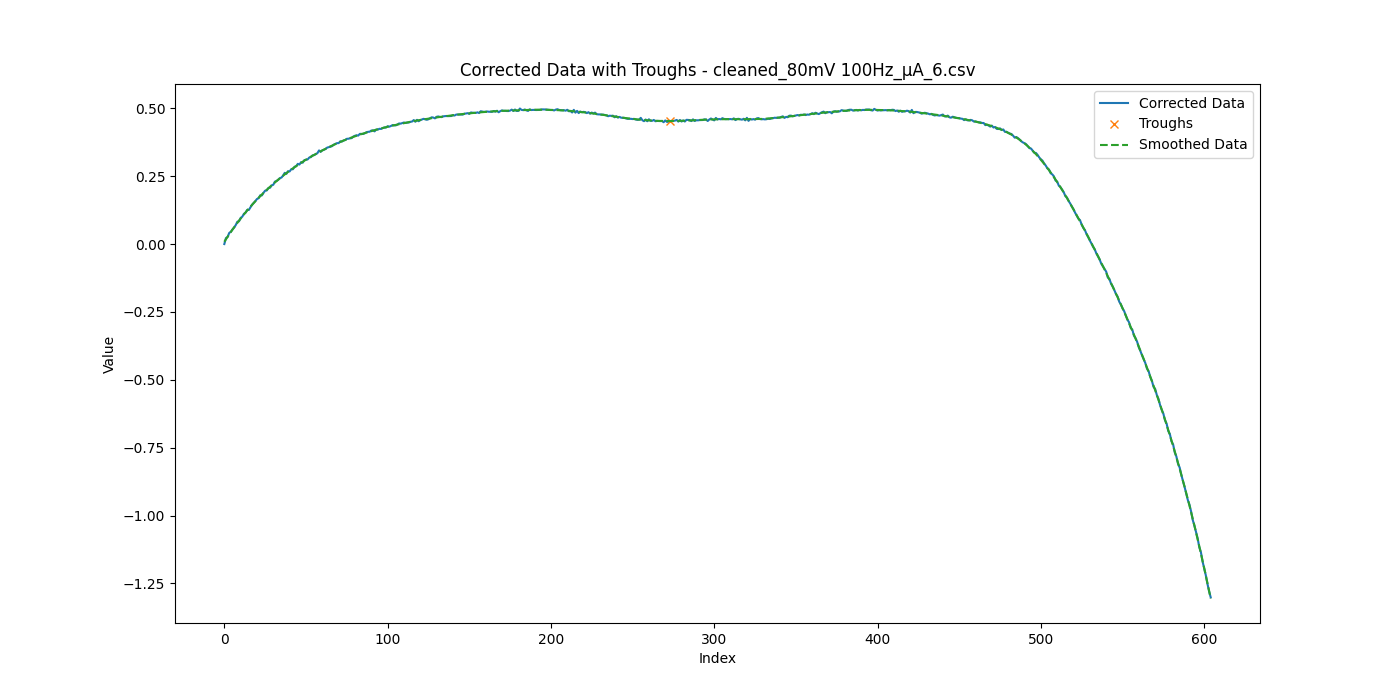 Corrected Data with Troughs - cleaned_80mV 100Hz_μA_6.csv
Corrected Data
Troughs
Smoothed Data
0.50
0.25
0.00
−0.25
−0.50
−0.75
−1.00
−1.25
Value
0 100 200 300 400 500 600
Index